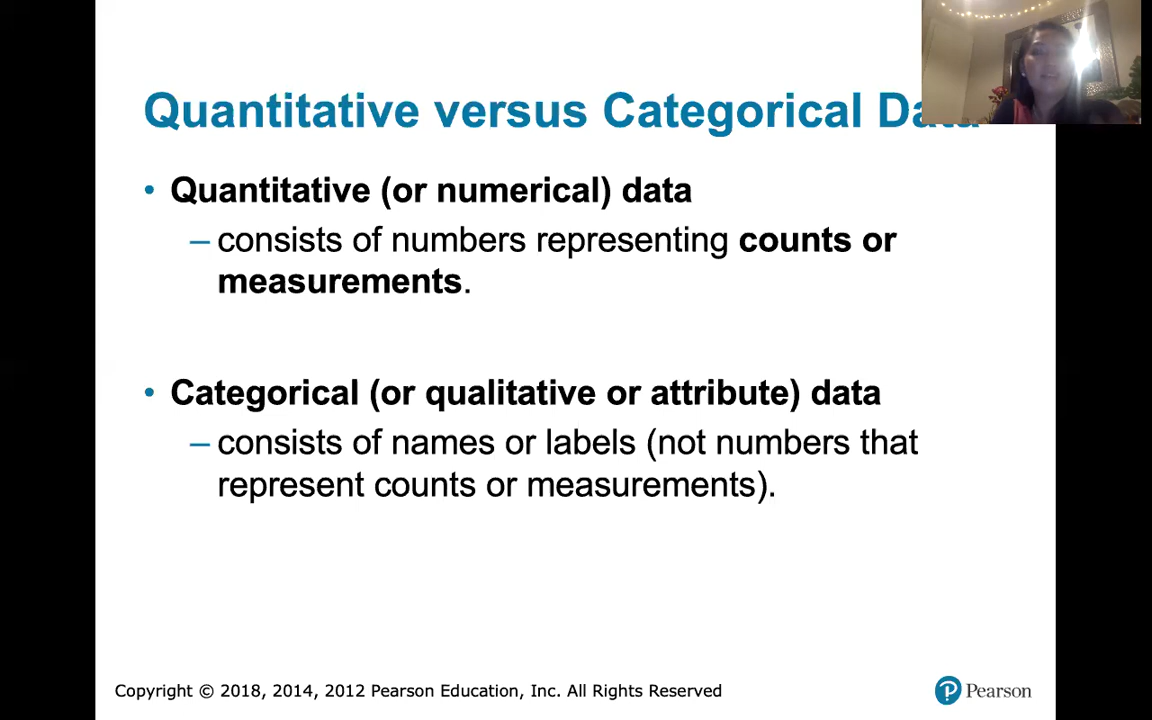 Quantitative versus Categorical Data
• Quantitative (or numerical) data
– consists of numbers representing counts or
measurements.
• Categorical (or qualitative or attribute) data
– consists of names or labels (not numbers that
represent counts or measurements).
Copyright © 2018, 2014, 2012 Pearson Education, Inc. All Rights Reserved
P Pearson